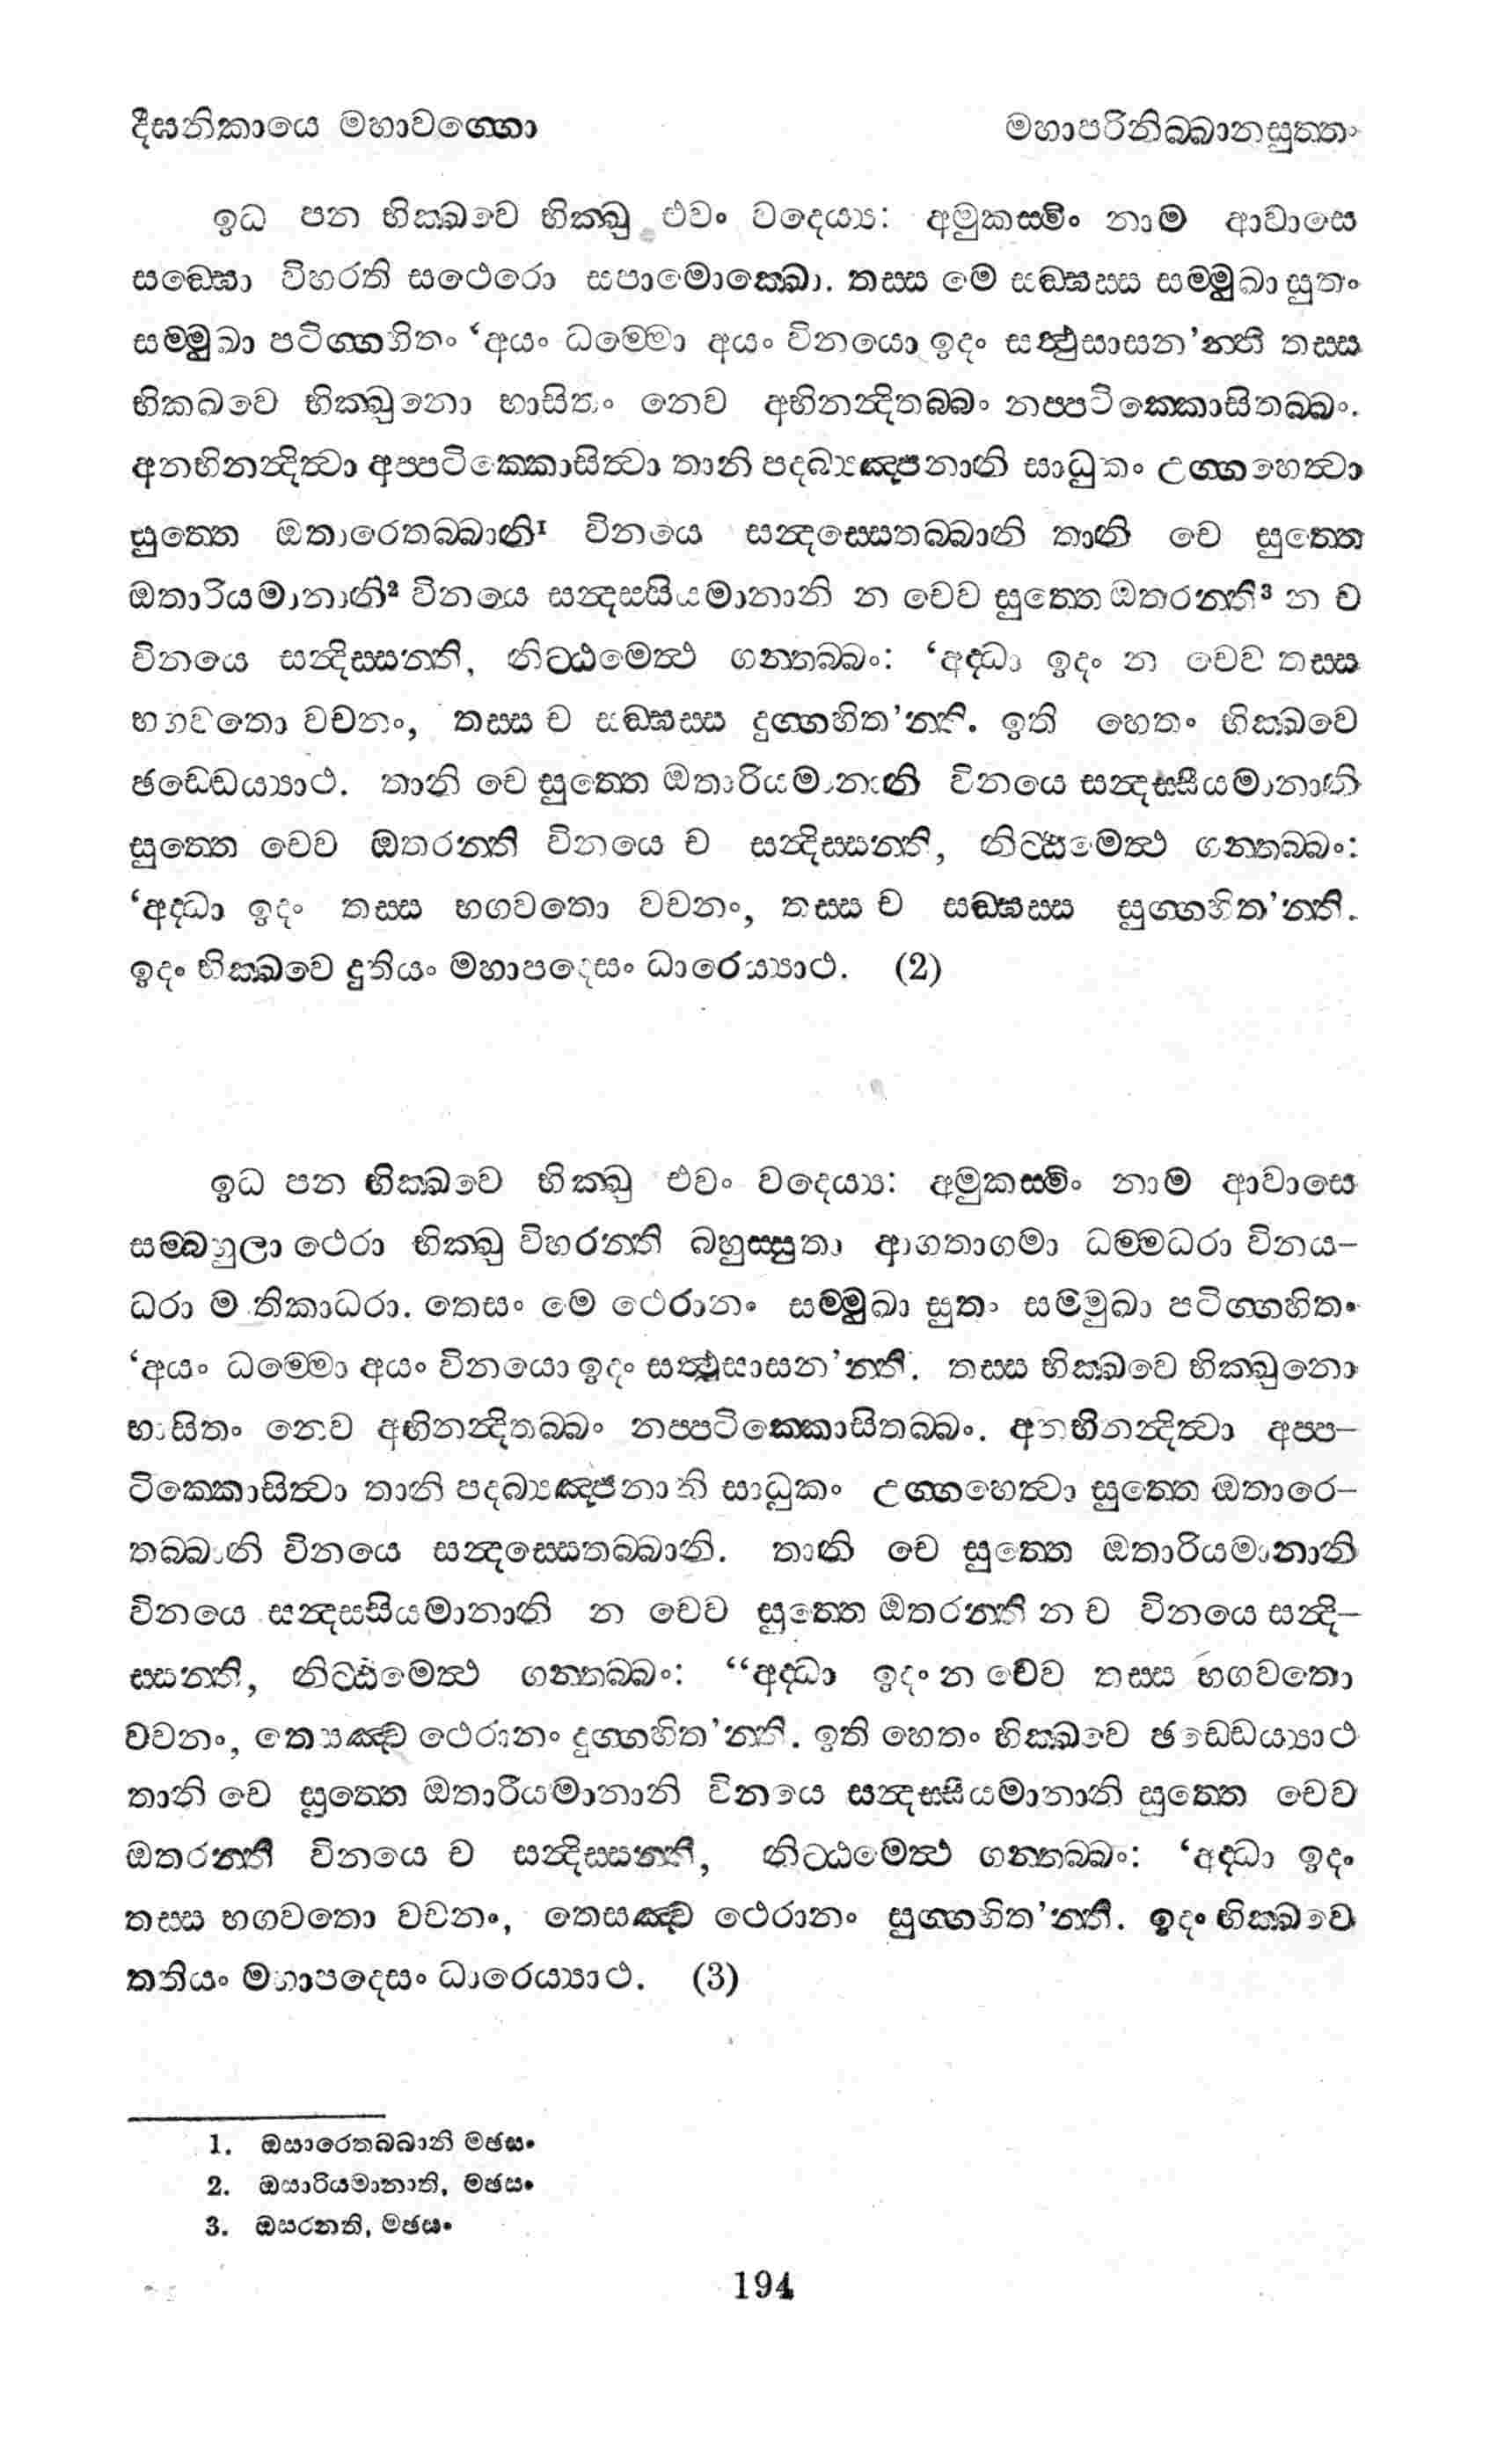 දීඝනිකායෙ මහාවග්ගො
මහාපරිනිබ්බානසුත්තං
ඉධ පන භික්ඛවෙ භික්ඛු එවං වදෙය්‍ය: අමුකස්මිං නාම ආවාසෙ
සඞ්ඝො විහරති සථෙරො සපාමොක්ඛො. තස්ස මෙ සඞ්ඝස්ස සම්මුඛා සුතං
සම්මුඛා පටිග්ගහිතං ‘අයං ධම්මො අයං විනයො ඉදං සත්‍ථුසාසන’න්ති තස්ස
භික්ඛවෙ භික්ඛුනො භාසිතං නෙව අභිනන්දිතබ්බං නප්පටික්කොසිතබ්බං.
අනභිනන්දිත්‍වා අප්පටික්කොසිත්‍වා තානි පදබ්‍යඤ්ජනානි සාධුකං උග්ගහෙත්‍වා
සුත්තෙ ඔතාරෙතබ්බානි¹ විනයෙ සන්දස්සෙතබ්බානි තානි චෙ සුත්තෙ
ඔතාරියමානානි² විනයෙ සන්දස්සියමානානි න චෙව සුත්තෙ ඔතරන්ති³ න ච
විනයෙ සන්දිස්සන්ති, නිට්ඨමෙත්‍ථ ගන්තබ්බං: ‘අද්ධා ඉදං න චෙව තස්ස
භගවතො වචනං, තස්ස ච සඞ්ඝස්ස දුග්ගහිත’න්ති. ඉති හෙතං භික්ඛවෙ
ඡඩ්ඩෙය්‍යාථ. තානි චෙ සුත්තෙ ඔතාරියමානානි විනයෙ සන්දස්සීයමානානි
සුත්තෙ චෙව ඔතරන්ති විනයෙ ච සන්දිස්සන්ති, නිට්ඨමෙත්‍ථ ගන්තබ්බං:
‘අද්ධා ඉදං තස්ස භගවතො වචනං, තස්ස ච සඞ්ඝස්ස සුග්ගහිත’න්ති.
ඉදං භික්ඛවෙ දුතියං මහාපදෙසං ධාරෙය්‍යාථ. (2)
ඉධ පන භික්ඛවෙ භික්ඛු එවං වදෙය්‍ය: අමුකස්මිං නාම ආවාසෙ
සම්බහුලා ථෙරා භික්ඛු විහරන්ති බහුස්සුතා ආගතාගමා ධම්මධරා විනය–
ධරා මාතිකාධරා. තෙසං මෙ ථෙරානං සම්මුඛා සුතං සම්මුඛා පටිග්ගහිතං
‘අයං ධම්මො අයං විනයො ඉදං සත්‍ථුසාසන’න්ති. තස්ස භික්ඛවෙ භික්ඛුනො
භාසිතං නෙව අභිනන්දිතබ්බං නප්පටික්කොසිතබ්බං. අනභිනන්දිත්‍වා අප්ප–
ටික්කොසිත්‍වා තානි පදබ්‍යඤ්ජනානි සාධුකං උග්ගහෙත්‍වා සුත්තෙ ඔතාරෙ–
තබ්බානි විනයෙ සන්දස්සෙතබ්බානි. තානි චෙ සුත්තෙ ඔතාරියමානානි
විනයෙ සන්දස්සියමානානි න චෙව සුත්තෙ ඔතරන්ති න ච විනයෙ සන්දි–
ස්සන්ති, නිට්ඨමෙත්‍ථ ගන්තබ්බං: “අද්ධා ඉදං න චෙව තස්ස භගවතො
වචනං, තෙසඤ්ච ථෙරානං දුග්ගහිත’න්ති. ඉති හෙතං භික්ඛවෙ ඡඩ්ඩෙය්‍යාථ
තානි චෙ සුත්තෙ ඔතාරීයමානානි විනයෙ සන්දස්සීයමානානි සුත්තෙ චෙව
ඔතරන්ති විනයෙ ච සන්දිස්සන්ති, නිට්ඨමෙත්‍ථ ගන්තබ්බං: ‘අද්ධා ඉදං
තස්ස භගවතො වචනං, තෙසඤ්ච ථෙරානං සුග්ගහිත’න්ති. ඉදං භික්ඛවෙ
තතියං මහාපදෙසං ධාරෙය්‍යාථ. (3)
1. ඔසාරෙතබ්බානි මඡසං
2. ඔසාරියමානානි, මඡසං
3. ඔසරනති, මඡසං
194